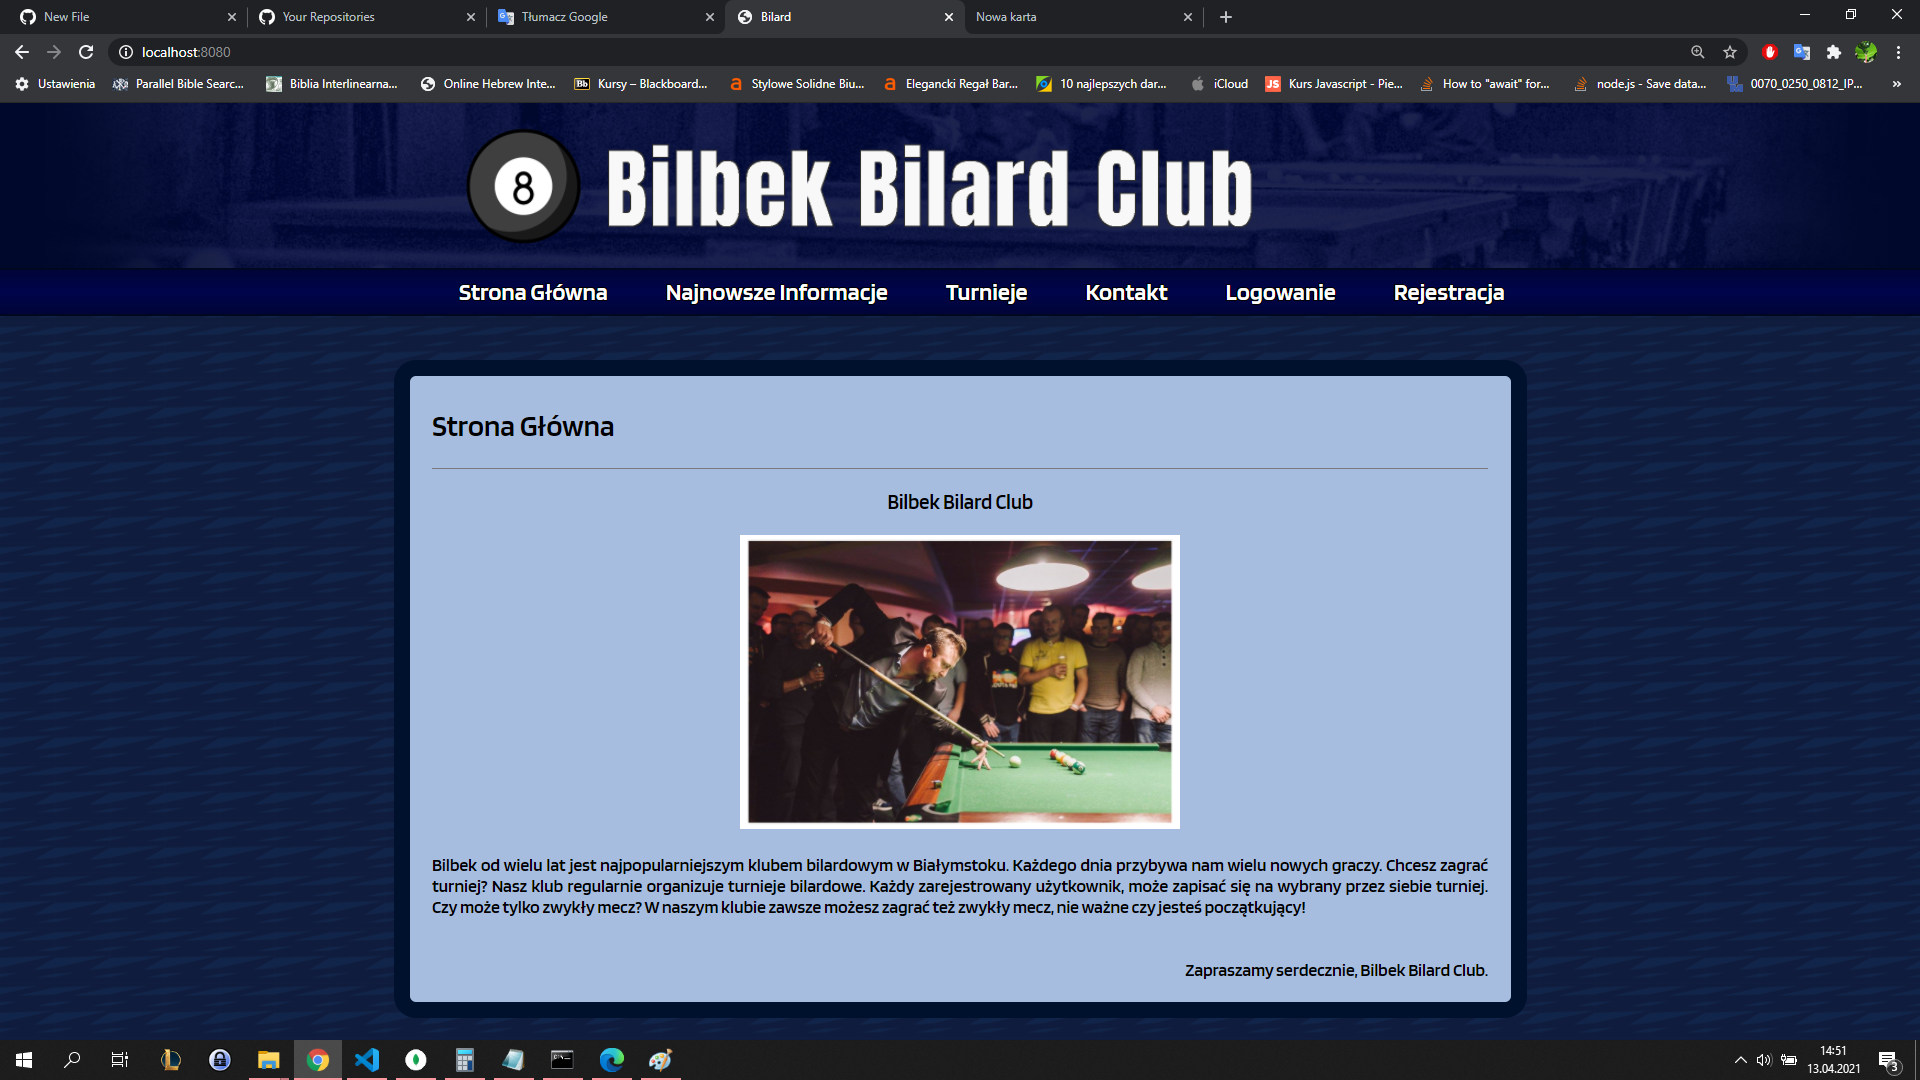 New File
Your Repositories
Tłumacz Google
Bilard
Nowa karta
localhost:8080
Ustawienia
Parallel Bible Searc...
Biblia Interlinearna...
Online Hebrew Inte...
Bb
Kursy – Blackboard...
Stylowe Solidne Biu...
Elegancki Regał Bar...
10 najlepszych dar...
iCloud
JS
Kurs Javascript - Pie...
How to "await" for...
node.js - Save data...
0070_0250_0812_IP...
»
8
Bilbek Bilard Club
Strona Główna
Najnowsze Informacje
Turnieje
Kontakt
Logowanie
Rejestracja
Strona Główna
Bilbek Bilard Club
Bilbek od wielu lat jest najpopularniejszym klubem bilardowym w Białymstoku. Każdego dnia przybywa nam wielu nowych graczy. Chcesz zagrać
turniej? Nasz klub regularnie organizuje turnieje bilardowe. Każdy zarejestrowany użytkownik, może zapisać się na wybrany przez siebie turniej.
Czy może tylko zwykły mecz? W naszym klubie zawsze możesz zagrać też zwykły mecz, nie ważne czy jesteś początkujący!
Zapraszamy serdecznie, Bilbek Bilard Club.
14:51
13.04.2021
3